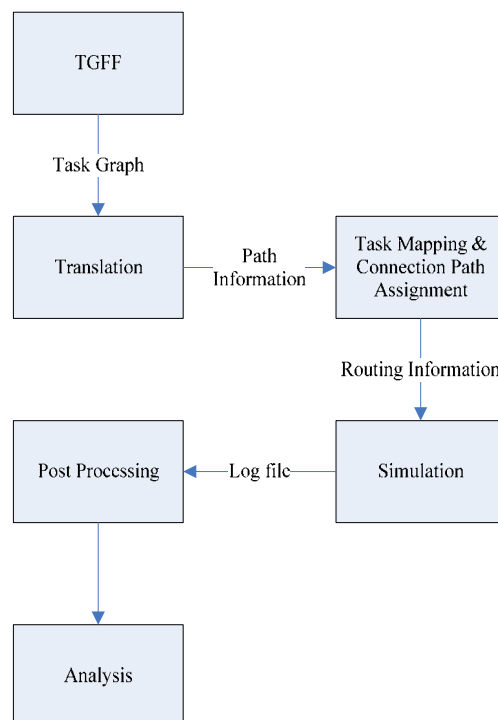 TGFF
Task Graph
Translation
Path
Information
Task Mapping &
Connection Path
Assignment
Routing Information
Simulation
Log file
Post Processing
Analysis